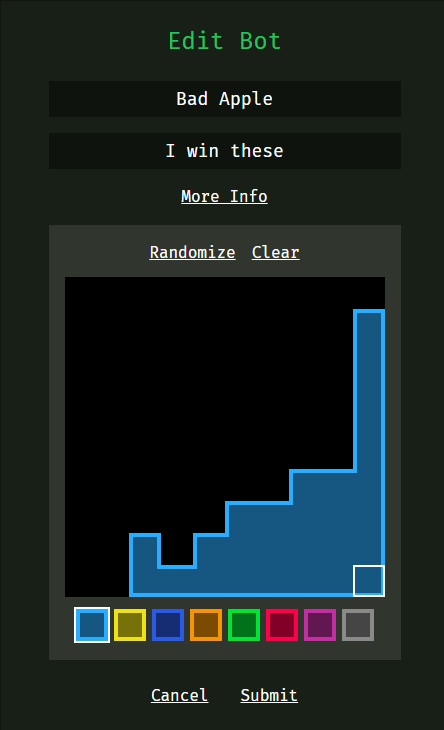 Edit Bot
Bad Apple
I win these
More Info
Randomize Clear
Cancel Submit